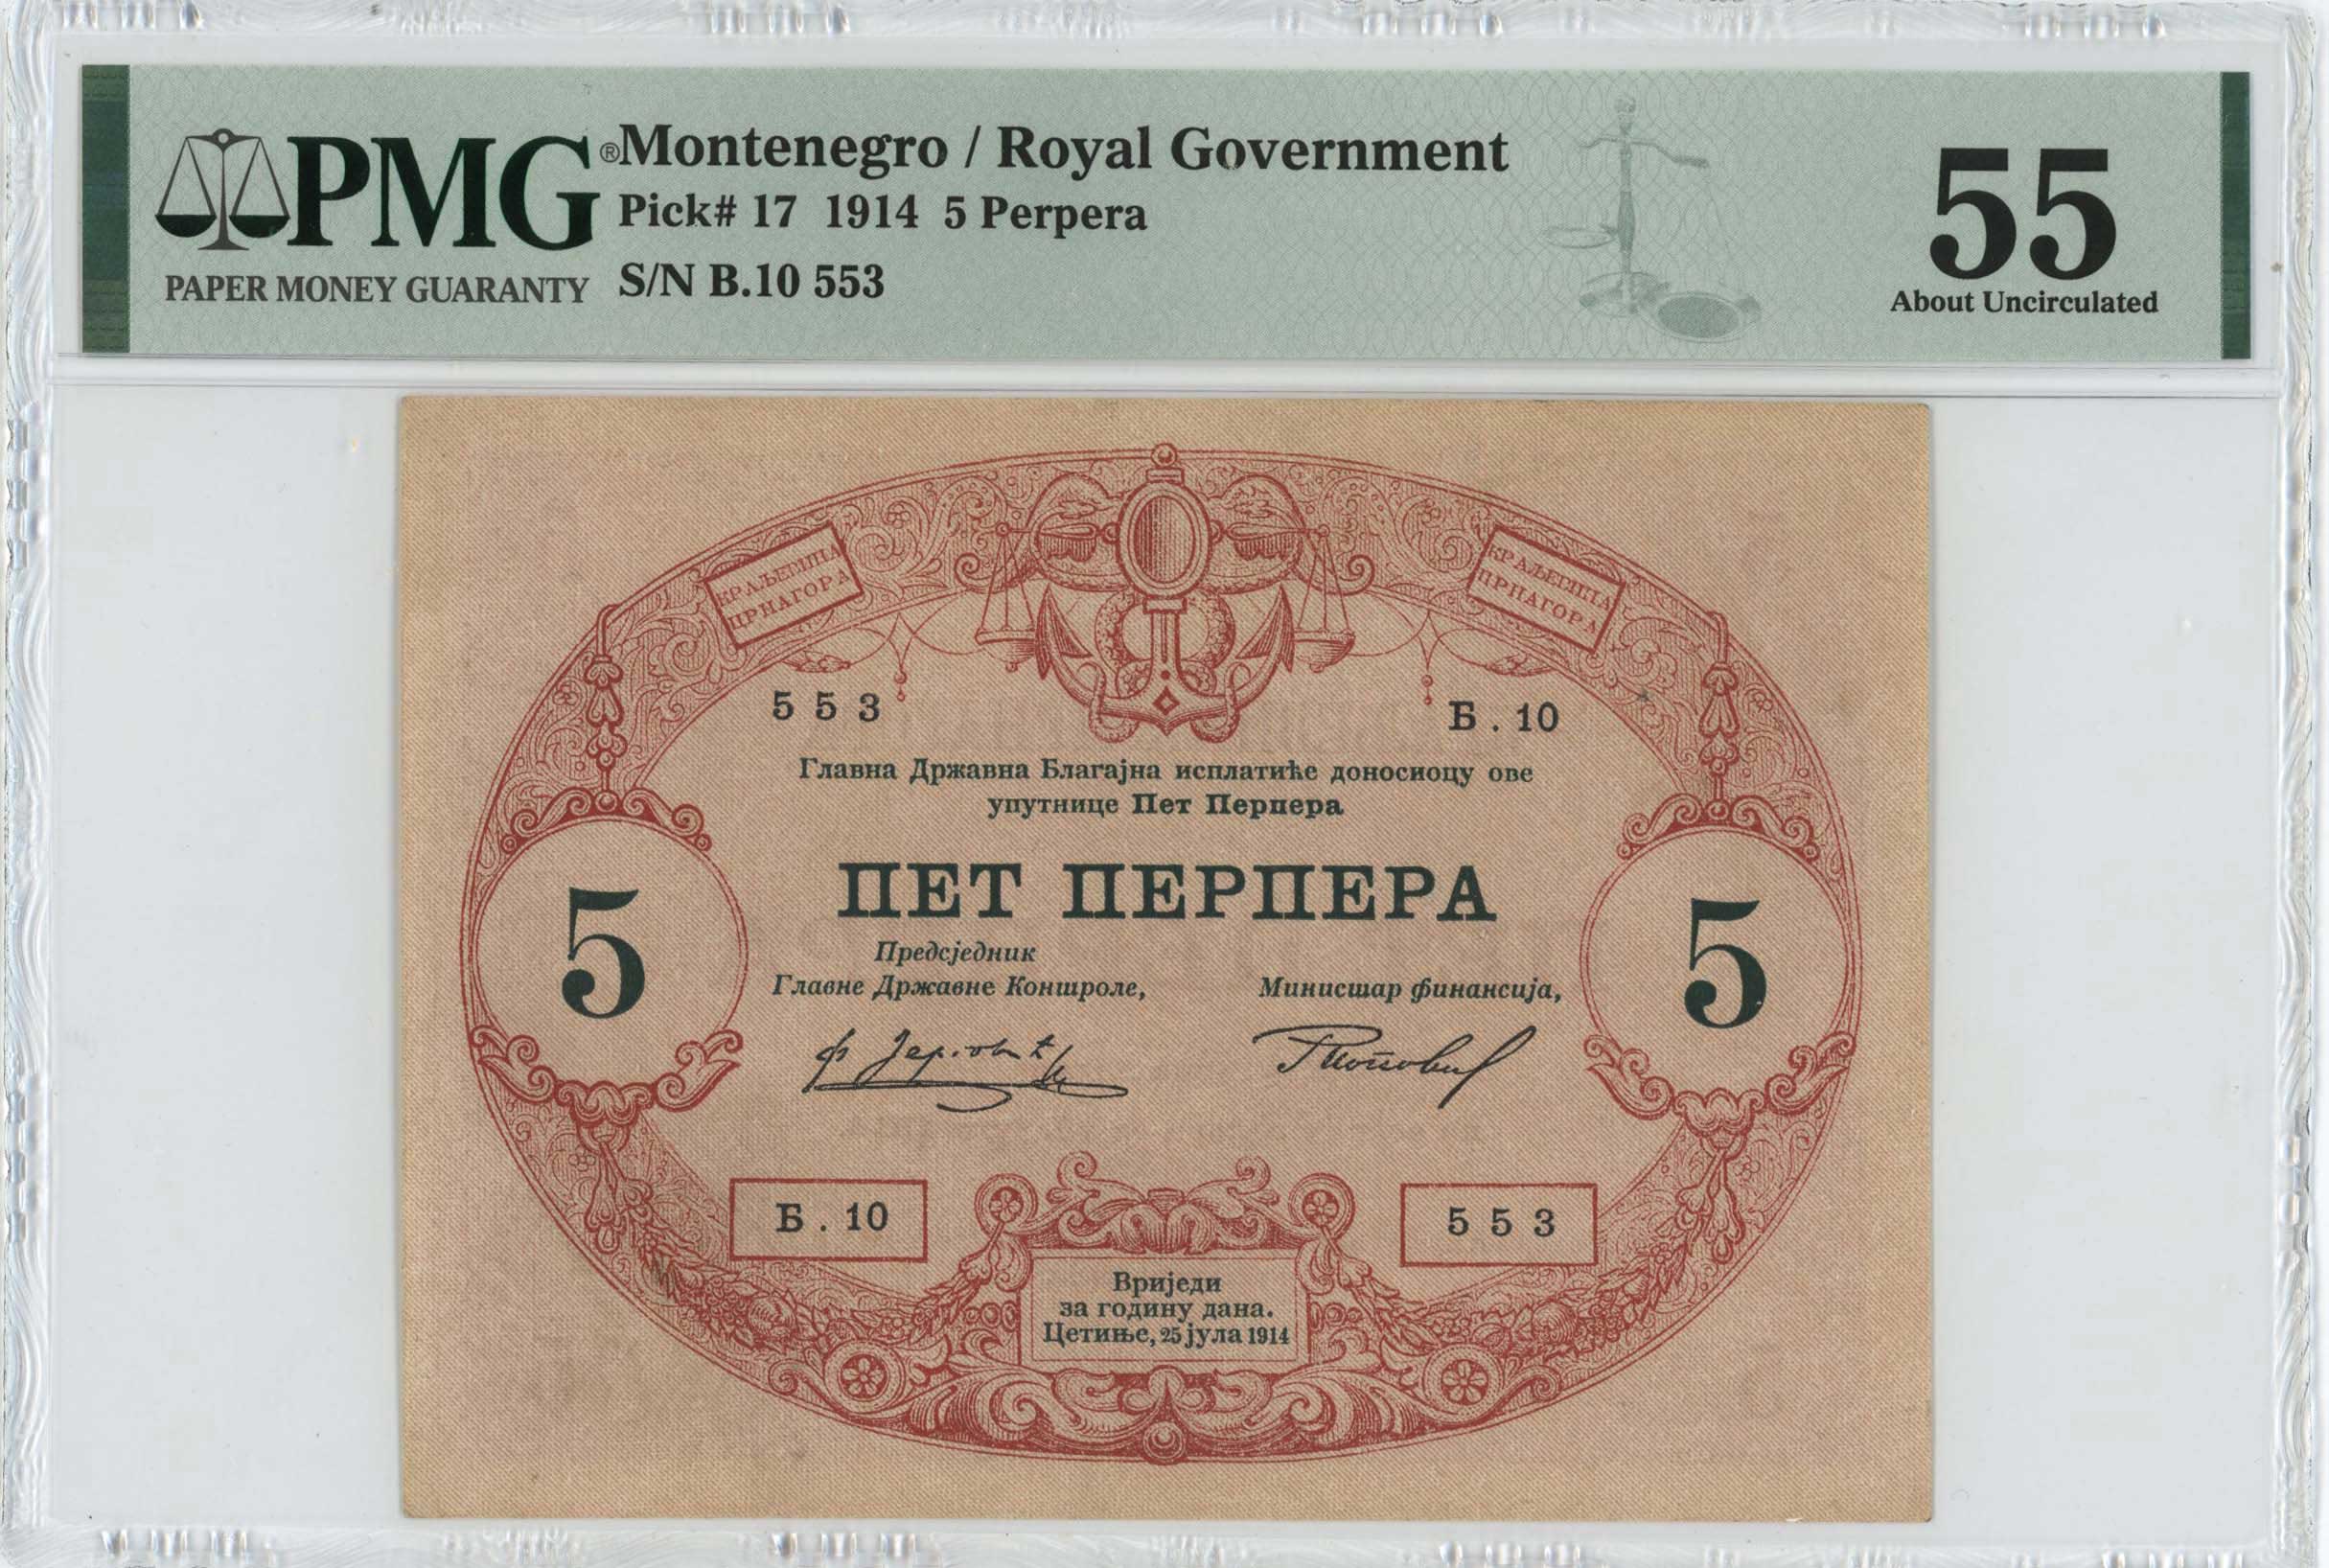 PMG® Montenegro / Royal Government
Pick# 17 1914 5 Perpera
PAPER MONEY GUARANTY S/N B.10 553
55
About Uncirculated
КРАЉЕВИНА
ЦРНАГОРА
КРАЉЕВИНА
ЦРНАГОРА
553
Б.10
Главна Државна Благајна исплатиће доносиоцу ове
упутнице Пет Перпера
ПЕТ ПЕРПЕРА
5
5
Предсједник
Главне Државне Контроле,
Министар финансија,
Б.10
553
Вриједи
за годину дана.
Цетиње, 25 јула 1914